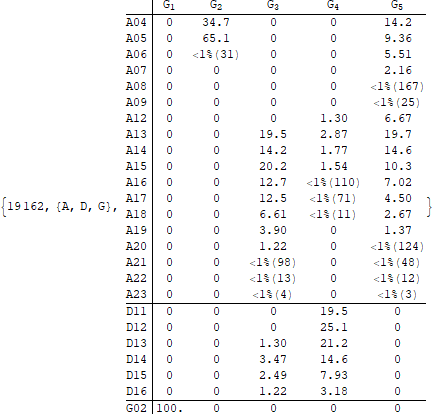 G1 G2 G3 G4 G5
A04 0 34.7 0 0 14.2
A05 0 65.1 0 0 9.36
A06 0 <1%(31) 0 0 5.51
A07 0 0 0 0 2.16
A08 0 0 0 0 <1%(167)
A09 0 0 0 0 <1%(25)
A12 0 0 0 1.30 6.67
A13 0 0 19.5 2.87 19.7
A14 0 0 14.2 1.77 14.6
A15 0 0 20.2 1.54 10.3
A16 0 0 12.7 <1%(110) 7.02
A17 0 0 12.5 <1%(71) 4.50
{19162, {A, D, G}, A18 0 0 6.61 <1%(11) 2.67 }
A19 0 0 3.90 0 1.37
A20 0 0 1.22 0 <1%(124)
A21 0 0 <1%(98) 0 <1%(48)
A22 0 0 <1%(13) 0 <1%(12)
A23 0 0 <1%(4) 0 <1%(3)
D11 0 0 0 19.5 0
D12 0 0 0 25.1 0
D13 0 0 1.30 21.2 0
D14 0 0 3.47 14.6 0
D15 0 0 2.49 7.93 0
D16 0 0 1.22 3.18 0
G02 100. 0 0 0 0